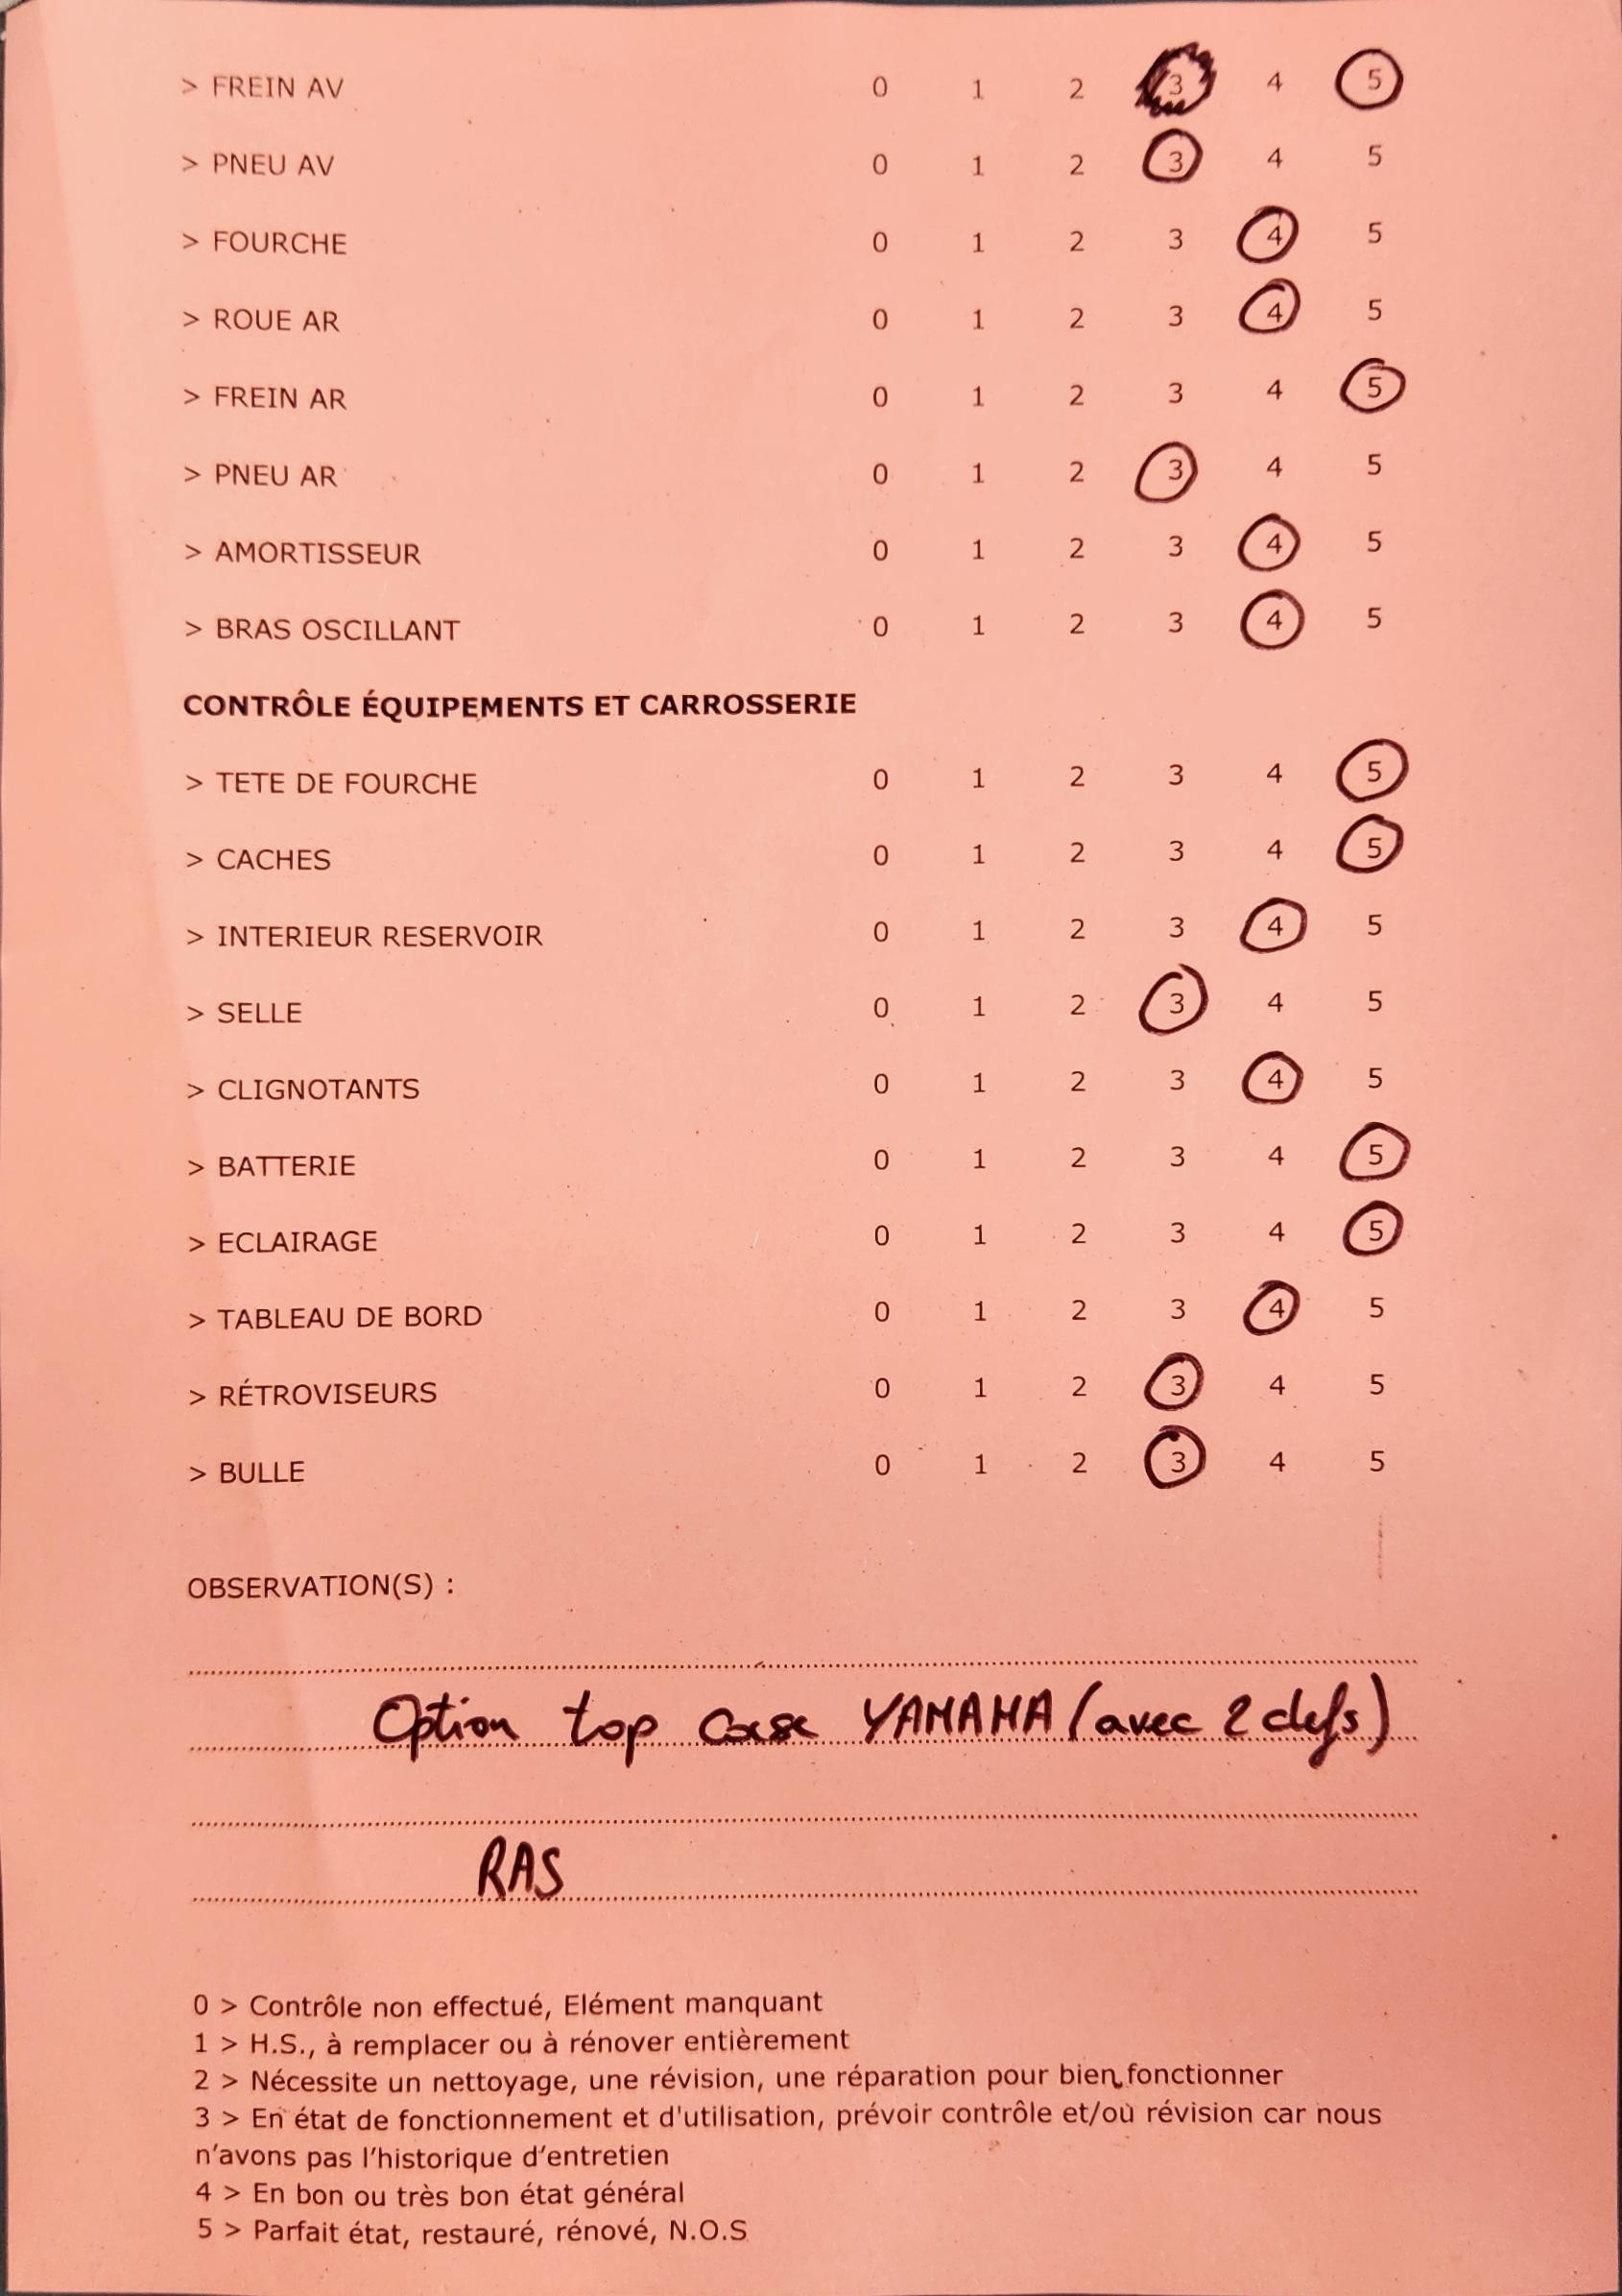 > FREIN AV 0 1 2 3 4 5
> PNEU AV 0 1 2 3 4 5
> FOURCHE 0 1 2 3 4 5
> ROUE AR 0 1 2 3 4 5
> FREIN AR 0 1 2 3 4 5
> PNEU AR 0 1 2 3 4 5
> AMORTISSEUR 0 1 2 3 4 5
> BRAS OSCILLANT 0 1 2 3 4 5
CONTRÔLE ÉQUIPEMENTS ET CARROSSERIE
> TETE DE FOURCHE 0 1 2 3 4 5
> CACHES 0 1 2 3 4 5
> INTERIEUR RESERVOIR 0 1 2 3 4 5
> SELLE 0 1 2 3 4 5
> CLIGNOTANTS 0 1 2 3 4 5
> BATTERIE 0 1 2 3 4 5
> ECLAIRAGE 0 1 2 3 4 5
> TABLEAU DE BORD 0 1 2 3 4 5
> RÉTROVISEURS 0 1 2 3 4 5
> BULLE 0 1 2 3 4 5
OBSERVATION(S) :
Option top case YAMAHA (avec 2 clefs)
RAS
0 > Contrôle non effectué, Elément manquant
1 > H.S., à remplacer ou à rénover entièrement
2 > Nécessite un nettoyage, une révision, une réparation pour bien fonctionner
3 > En état de fonctionnement et d'utilisation, prévoir contrôle et/ou révision car nous
n'avons pas l'historique d'entretien
4 > En bon ou très bon état général
5 > Parfait état, restauré, rénové, N.O.S